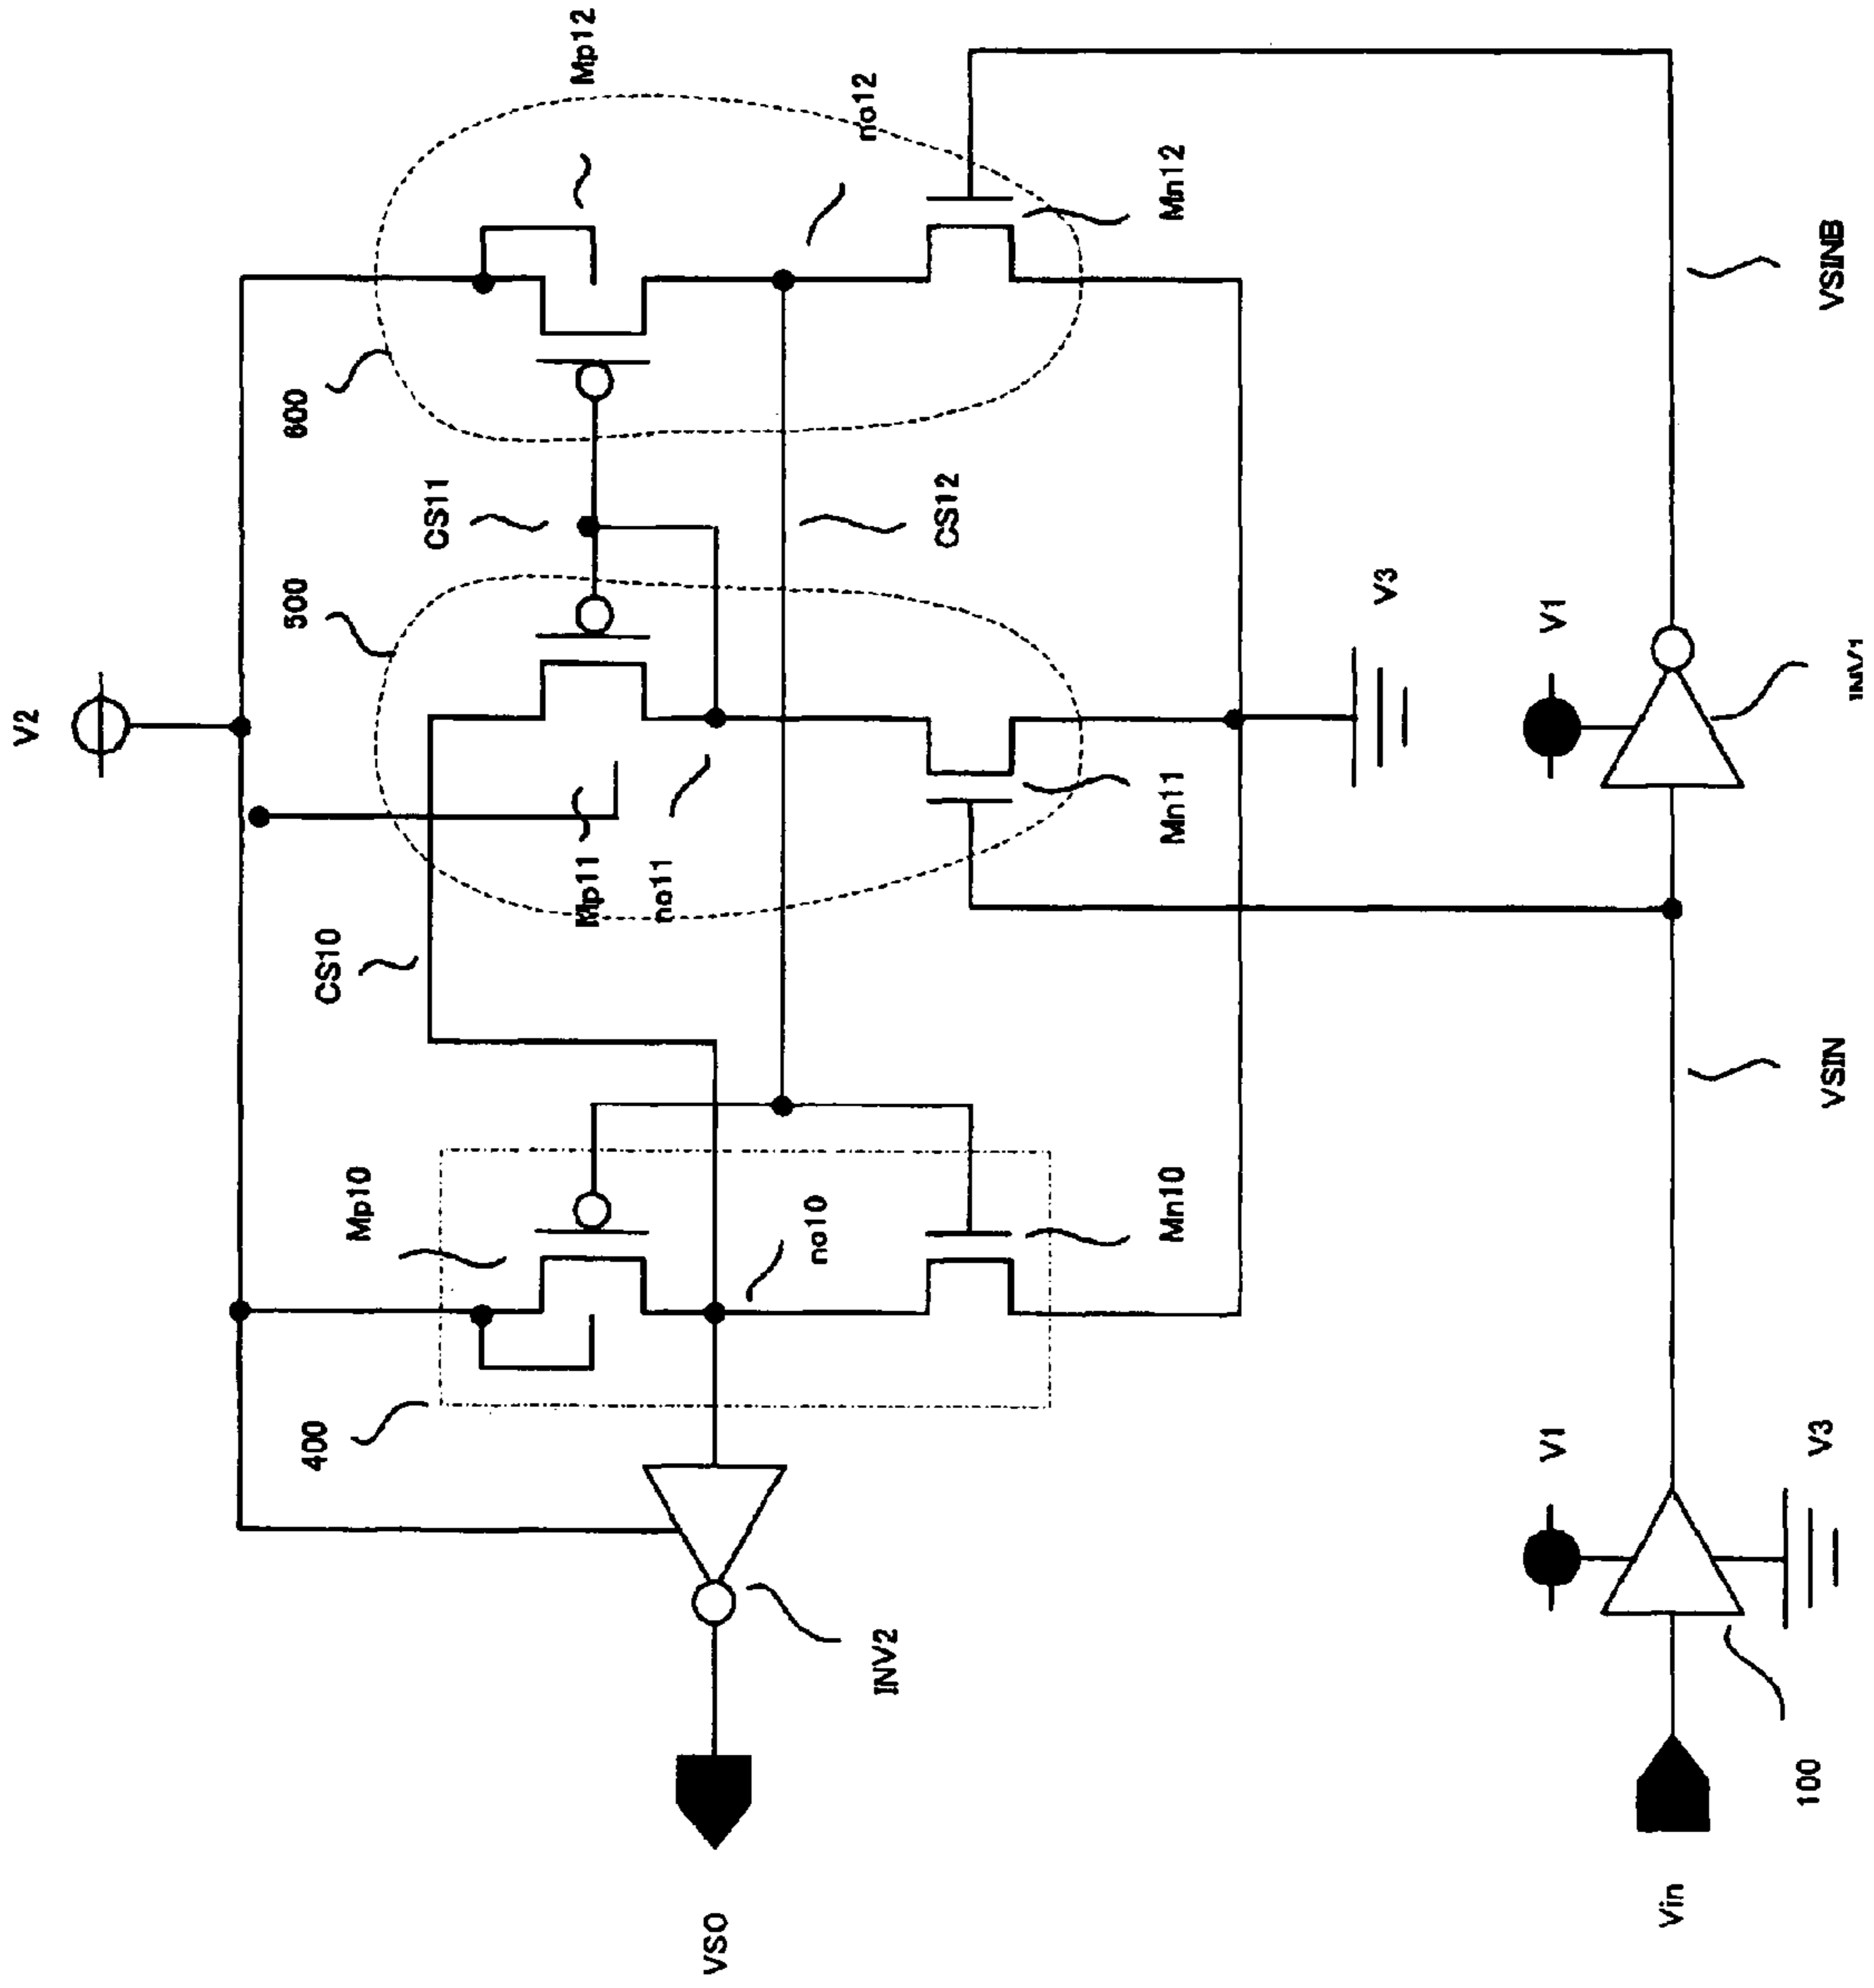 V2
400
500
600
CS10
Mp10
CS11
Mp11
Mp12
no11
VSO
no10
no12
INV2
CS12
Mn10
Mn11
Mn12
V3
V1
V1
Vin
100
V3
VSIN
VSINB
INV1